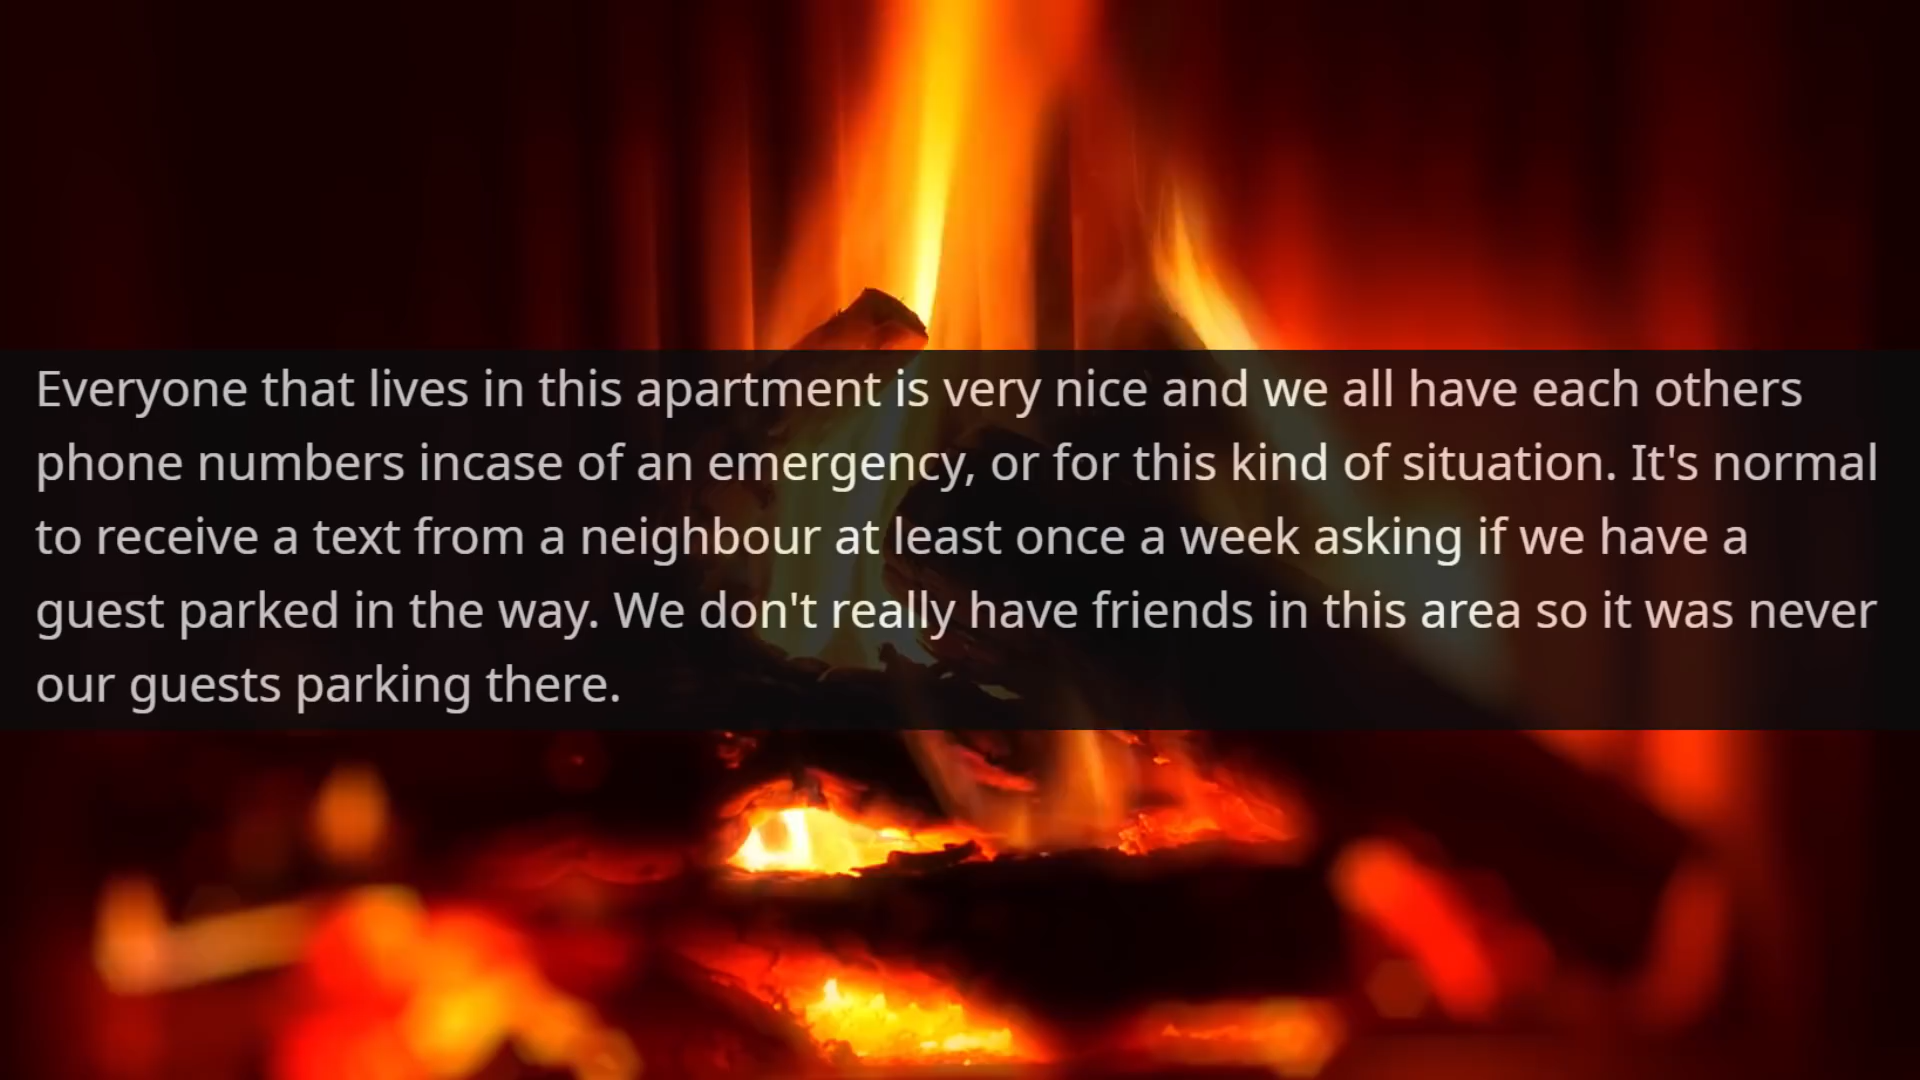 Everyone that lives in this apartment is very nice and we all have each others
phone numbers incase of an emergency, or for this kind of situation. It's normal
to receive a text from a neighbour at least once a week asking if we have a
guest parked in the way. We don't really have friends in this area so it was never
our guests parking there.